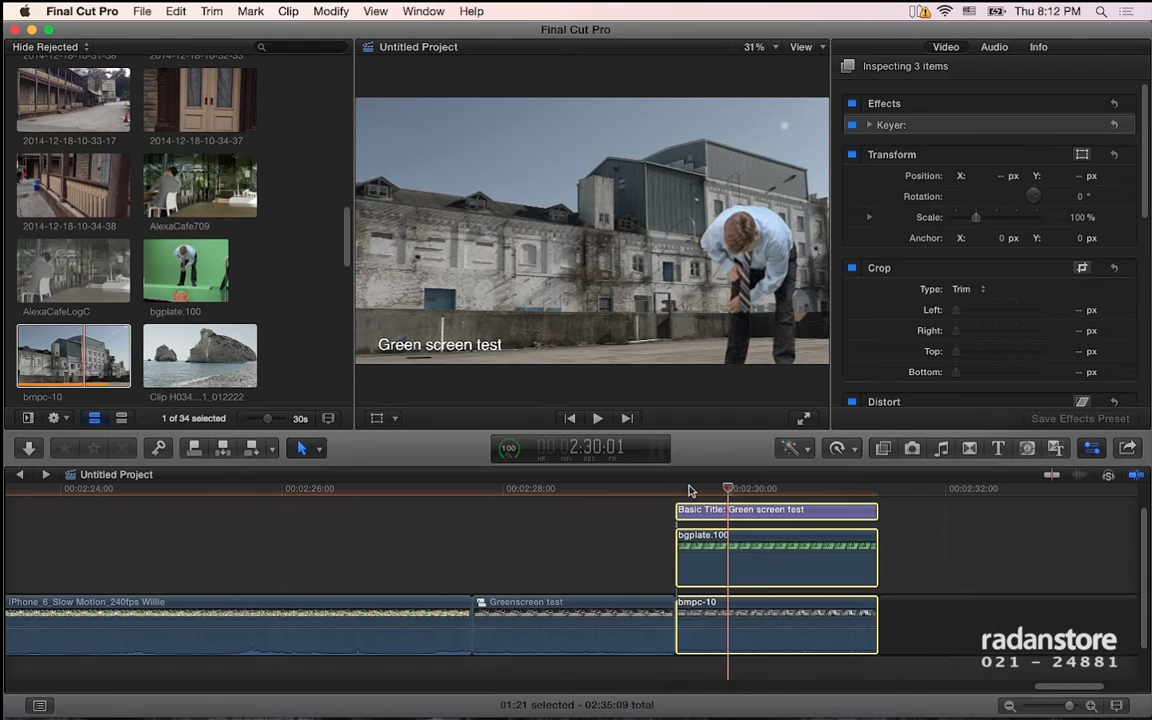 Final Cut Pro File Edit Trim Mark Clip Modify View Window Help Thu 8:12 PM
Final Cut Pro
Hide Rejected Untitled Project 31% View Video Audio Info
Inspecting 3 items
2014-12-18-10-33-17 2014-12-18-10-34-37
2014-12-18-10-34-38 AlexaCafe709
AlexaCafeLogC bgplate.100
bmpc-10 Clip H034..1_012222
Green screen test
Effects
Keyer:
Transform
Position: X: -- px Y: -- px
Rotation: 0 °
Scale: 100 %
Anchor: X: 0 px Y: 0 px
Crop
Type: Trim
Left: -- px
Right: -- px
Top: -- px
Bottom: -- px
Distort
1 of 34 selected 30s Save Effects Preset
100 2:30:01
HR MIN SEC FR
Untitled Project
00:02:24:00 00:02:26:00 00:02:28:00 00:02:30:00 00:02:32:00
Basic Title: Green screen test
bgplate.100
iPhone_6_Slow Motion_240fps Willie Greenscreen test bmpc-10
radanstore
021 - 24881
01:21 selected - 02:35:09 total